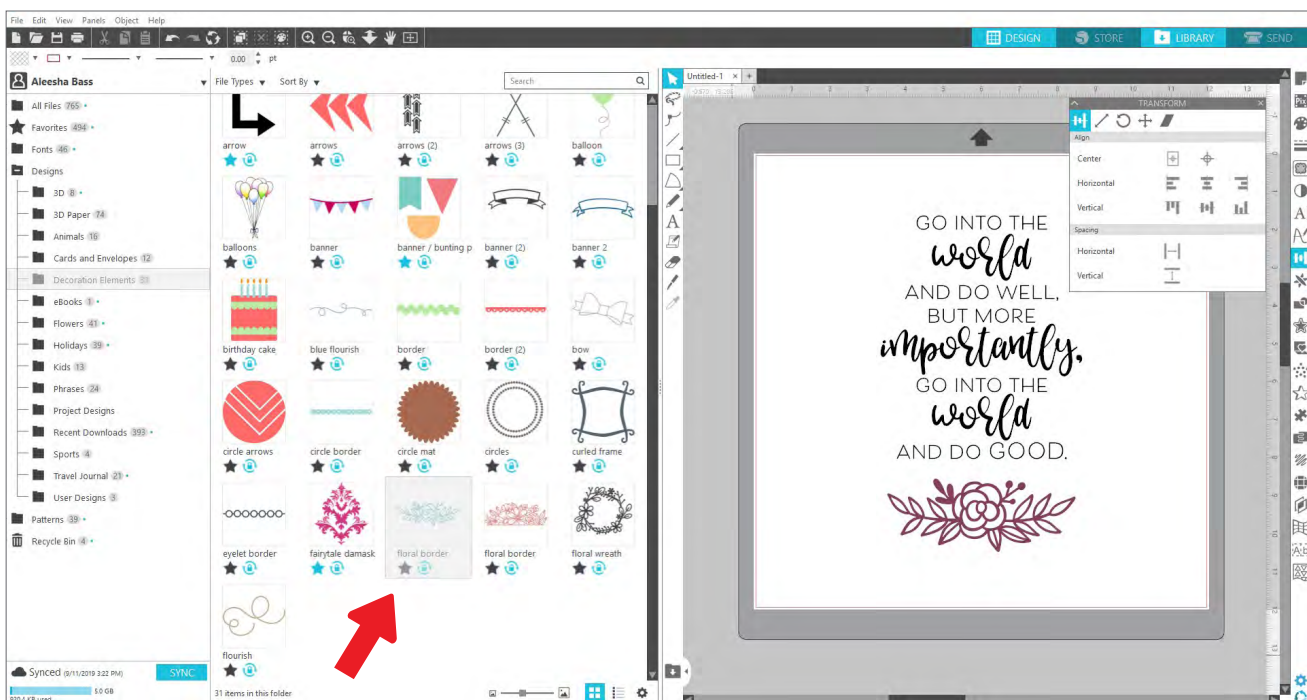 File Edit View Panels Object Help
DESIGN STORE LIBRARY SEND
0.00 pt
Aleesha Bass
File Types Sort By Search
All Files 765
Favorites 494
Fonts 46
Designs
3D 8
3D Paper 74
Animals 16
Cards and Envelopes 12
Decoration Elements
eBooks 1
Flowers 41
Holidays 39
Kids 13
Phrases 24
Project Designs
Recent Downloads 393
Sports 4
Travel Journal 21
User Designs 3
Patterns 39
Recycle Bin 4
Synced (9/11/2019 3:22 PM) SYNC
5.0 GB
arrow arrows arrows (2) arrows (3) balloon
balloons banner banner / bunting p banner (2) banner 2
birthday cake blue flourish border border (2) bow
circle arrows circle border circle mat circles curled frame
eyelet border fairytale damask floral border floral border floral wreath
flourish
31 items in this folder
Untitled-1 × +
TRANSFORM
Align
Center
Horizontal
Vertical
Spacing
Horizontal
Vertical
GO INTO THE
world
AND DO WELL,
BUT MORE
importantly,
GO INTO THE
world
AND DO GOOD.